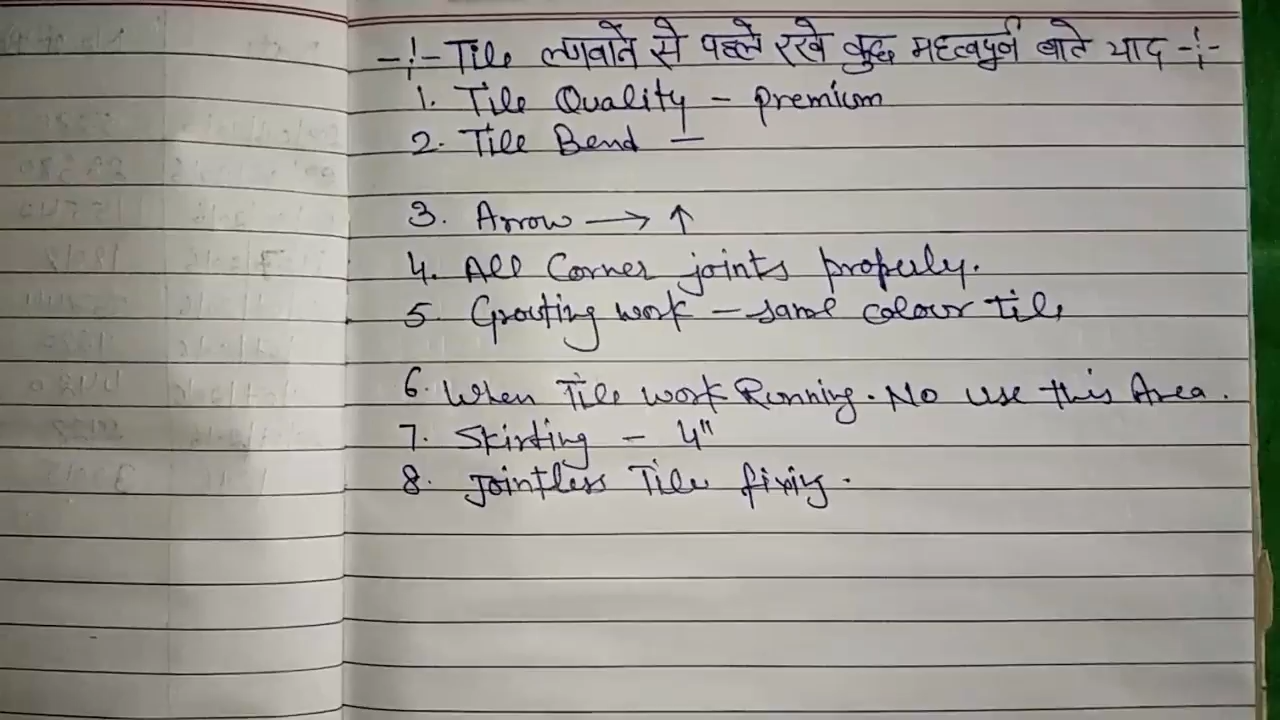 -:- Tile लगवाने से पहले रखे कुछ महत्वपूर्ण बाते याद -:-
1. Tile Quality - premium
2. Tile Bend -
3. Arrow → ↑
4. All Corner joints properly.
5. Grouting work - same colour tile
6. When Tile work Running. No use this Area.
7. Skirting - 4"
8. Jointless Tile fixing.